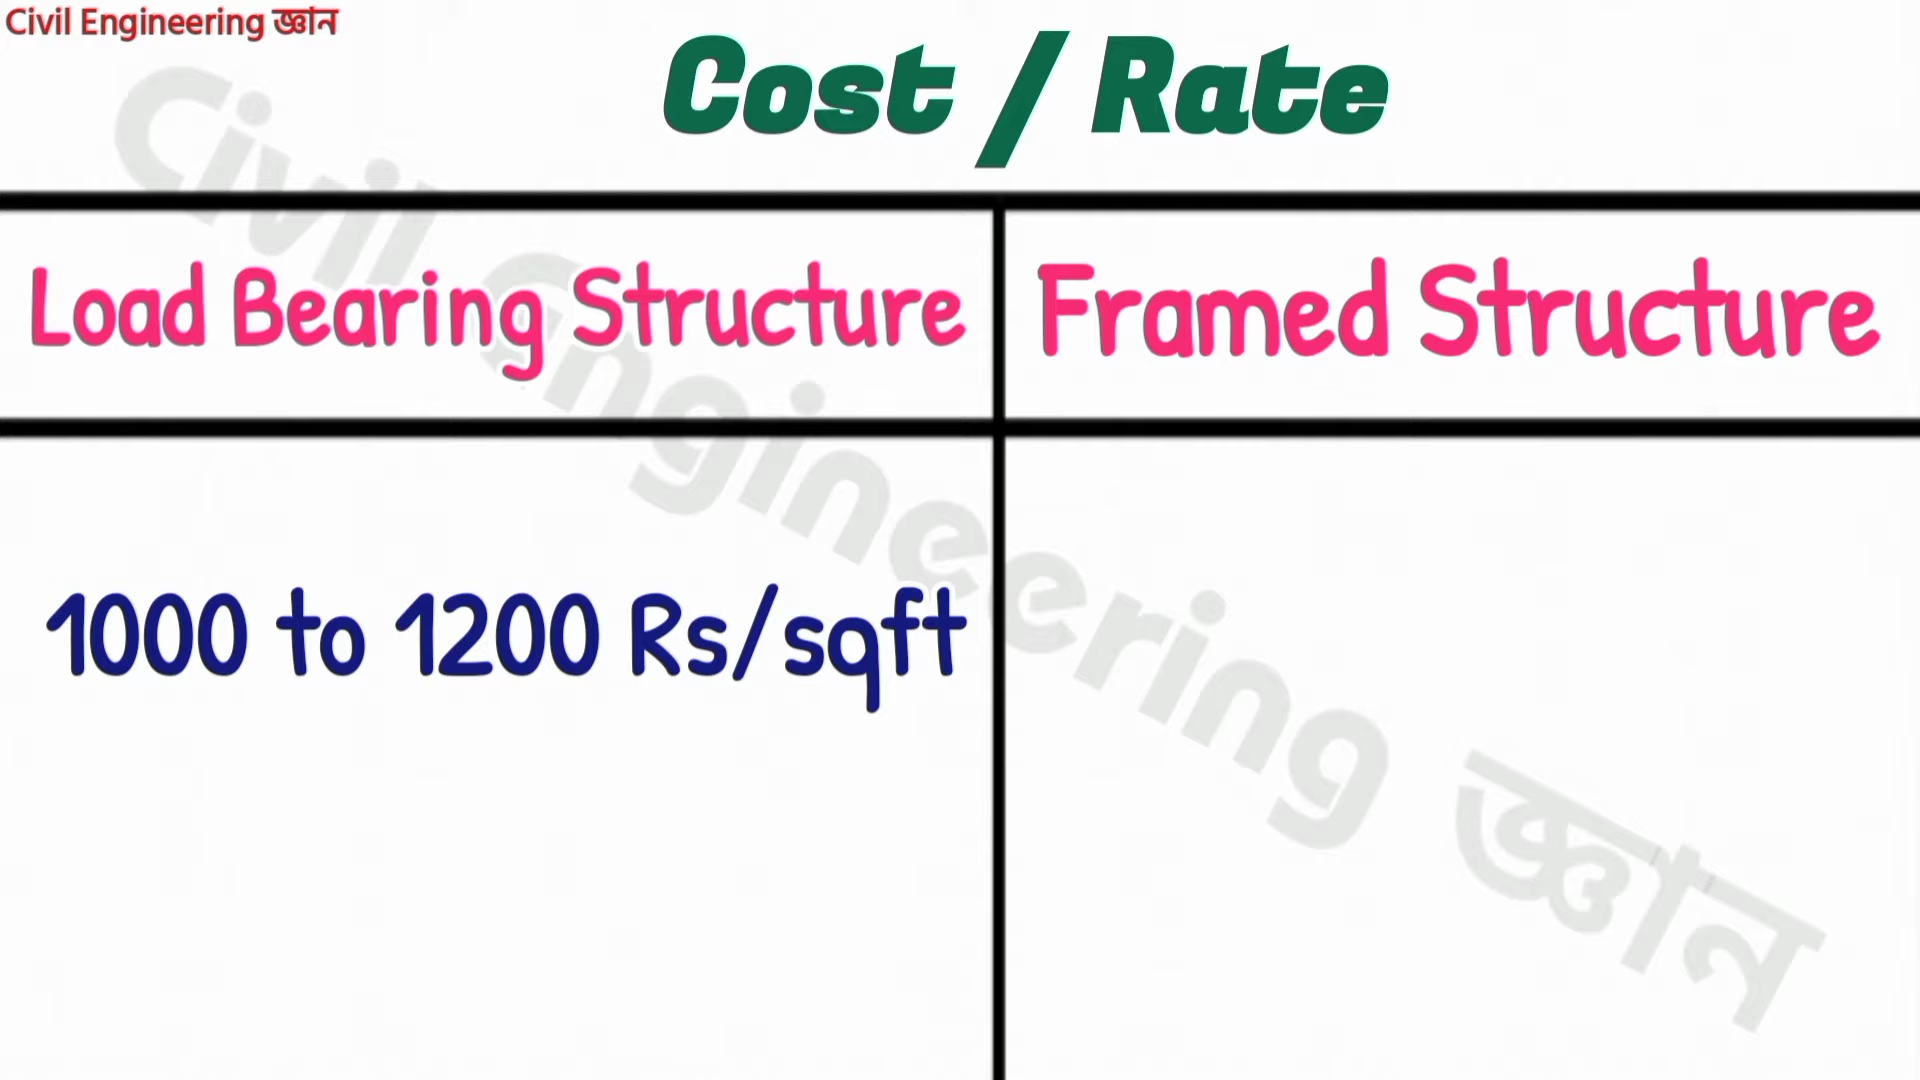 Civil Engineering জ্ঞান
Cost / Rate
Load Bearing Structure
Framed Structure
1000 to 1200 Rs/sqft
Civil Engineering জ্ঞান